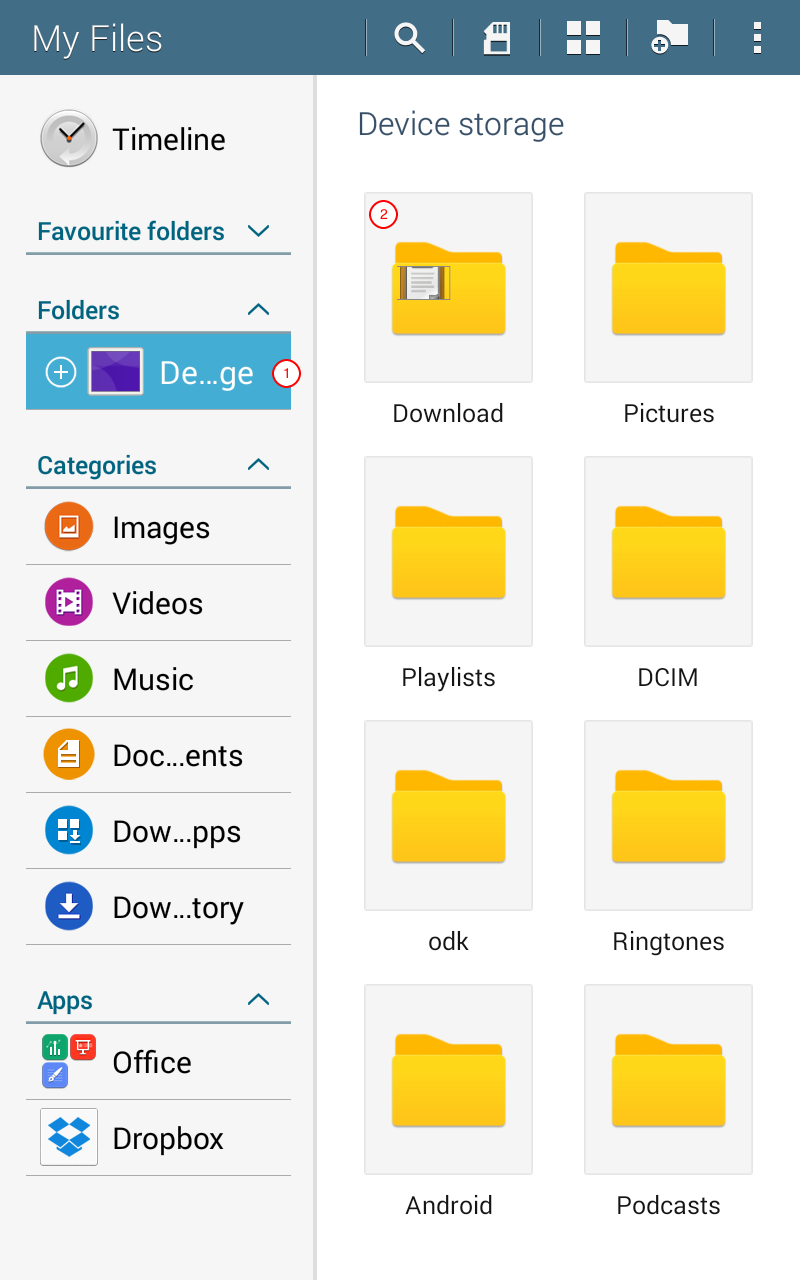 My Files
Timeline
Favourite folders
Folders
De...ge
1
Categories
Images
Videos
Music
Doc...ents
Dow...pps
Dow...tory
Apps
Office
Dropbox
Device storage
2
Download
Pictures
Playlists
DCIM
odk
Ringtones
Android
Podcasts